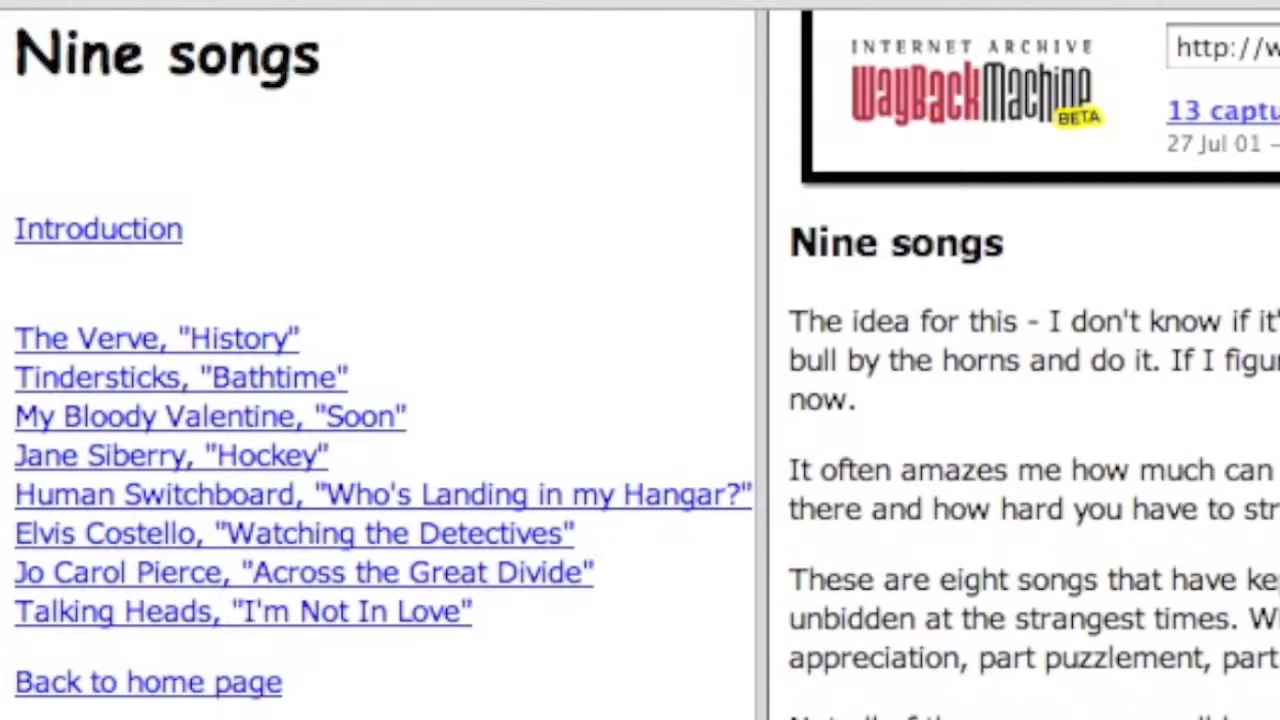 Nine songs
Introduction
The Verve, "History"
Tindersticks, "Bathtime"
My Bloody Valentine, "Soon"
Jane Siberry, "Hockey"
Human Switchboard, "Who's Landing in my Hangar?"
Elvis Costello, "Watching the Detectives"
Jo Carol Pierce, "Across the Great Divide"
Talking Heads, "I'm Not In Love"
Back to home page
INTERNET ARCHIVE
WayBackMachine
BETA
http://w
13 captu
27 Jul 01 -
Nine songs
The idea for this - I don't know if it'
bull by the horns and do it. If I figu
now.
It often amazes me how much can
there and how hard you have to str
These are eight songs that have ke
unbidden at the strangest times. W
appreciation, part puzzlement, part